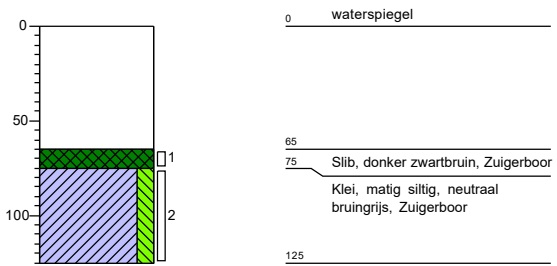 0
50
100
1
2
0
waterspiegel
65
75
Slib, donker zwartbruin, Zuigerboor
Klei, matig siltig, neutraal
bruingrijs, Zuigerboor
125